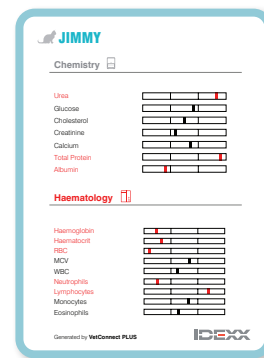 JIMMY
Chemistry
Urea
Glucose
Cholesterol
Creatinine
Calcium
Total Protein
Albumin
Haematology
Haemoglobin
Haematocrit
RBC
MCV
WBC
Neutrophils
Lymphocytes
Monocytes
Eosinophils
Generated by VetConnect PLUS
IDEXX